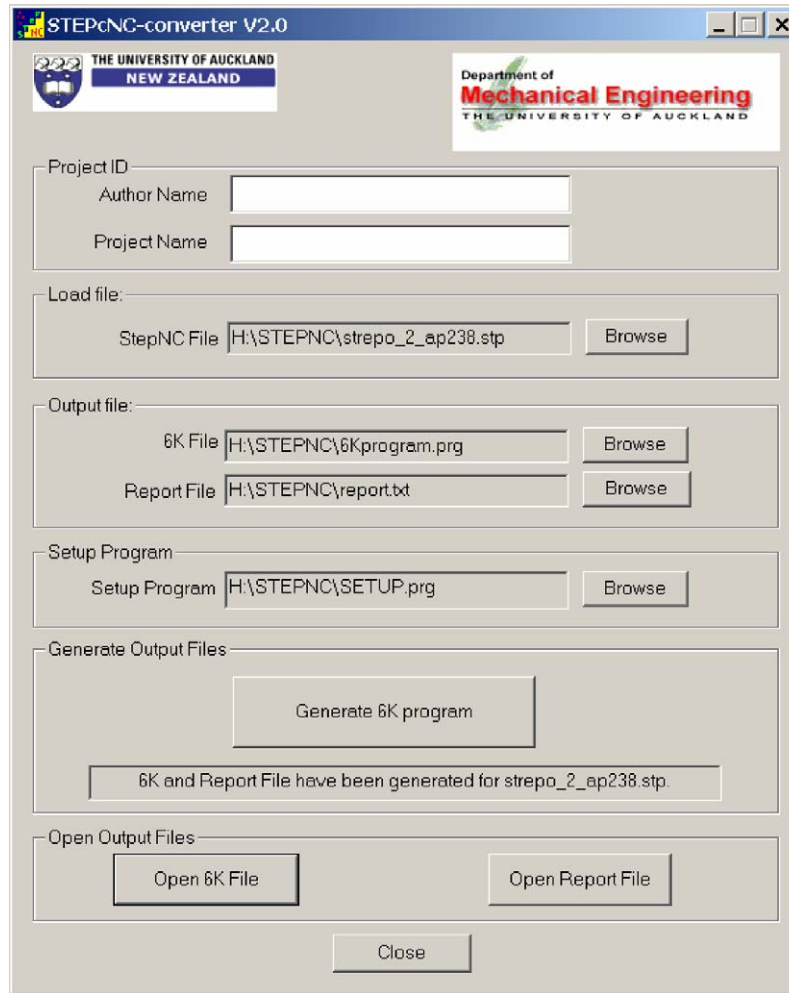 STEPcNC-converter V2.0
THE UNIVERSITY OF AUCKLAND
NEW ZEALAND
Department of
Mechanical Engineering
THE UNIVERSITY OF AUCKLAND
Project ID
Author Name
Project Name
Load file:
StepNC File H:\STEPNC\strepo_2_ap238.stp Browse
Output file:
6K File H:\STEPNC\6Kprogram.prg Browse
Report File H:\STEPNC\report.txt Browse
Setup Program
Setup Program H:\STEPNC\SETUP.prg Browse
Generate Output Files
Generate 6K program
6K and Report File have been generated for strepo_2_ap238.stp.
Open Output Files
Open 6K File Open Report File
Close